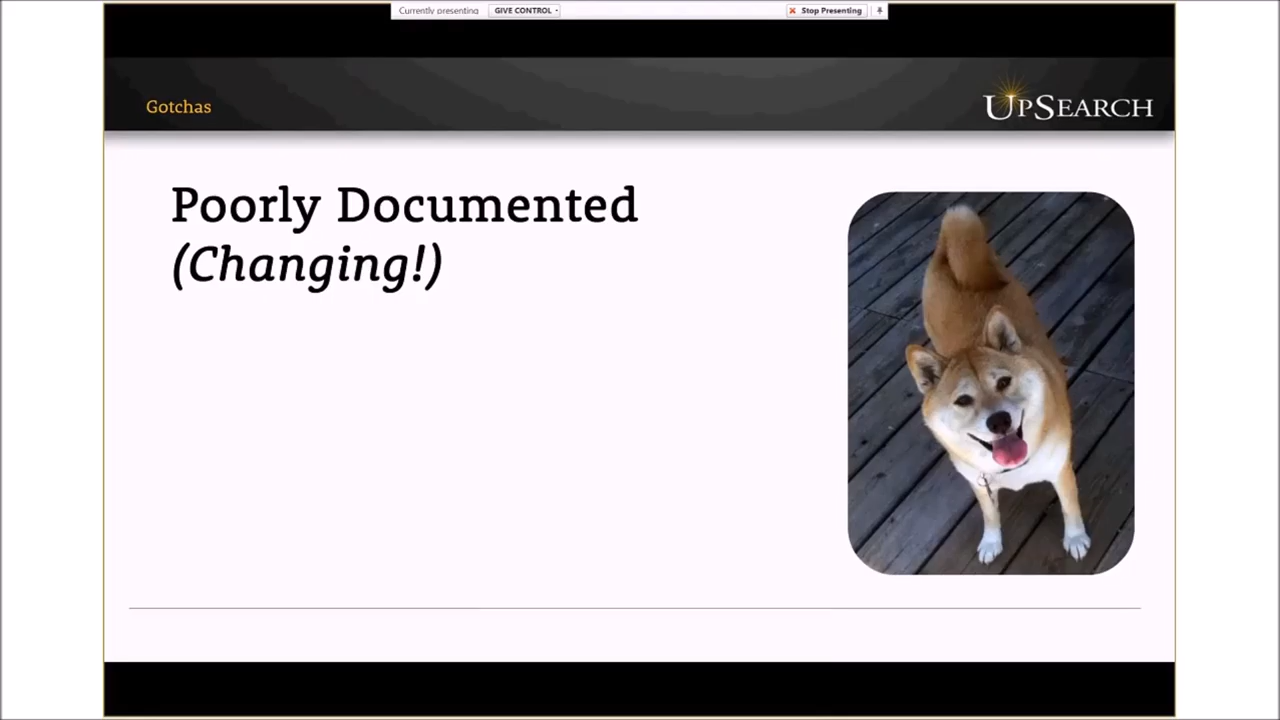 Currently presenting GIVE CONTROL Stop Presenting
Gotchas
UPSEARCH
Poorly Documented
(Changing!)